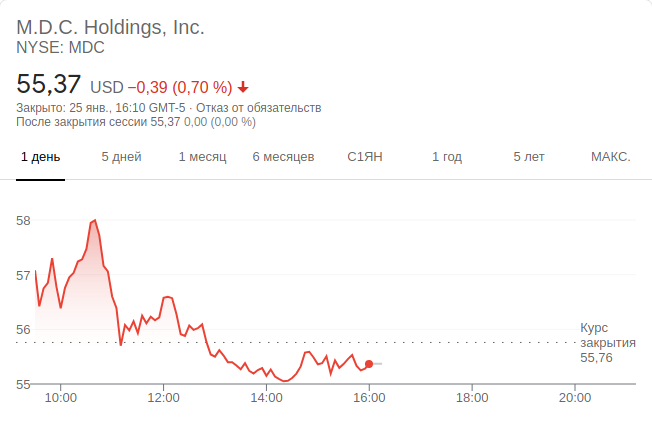 M.D.C. Holdings, Inc.
NYSE: MDC
55,37 USD −0,39 (0,70 %)
Закрыто: 25 янв., 16:10 GMT-5 · Отказ от обязательств
После закрытия сессии 55,37 0,00 (0,00 %)
1 день 5 дней 1 месяц 6 месяцев С1ЯН 1 год 5 лет МАКС.
58
57
56
Курс
закрытия
55,76
55
10:00 12:00 14:00 16:00 18:00 20:00